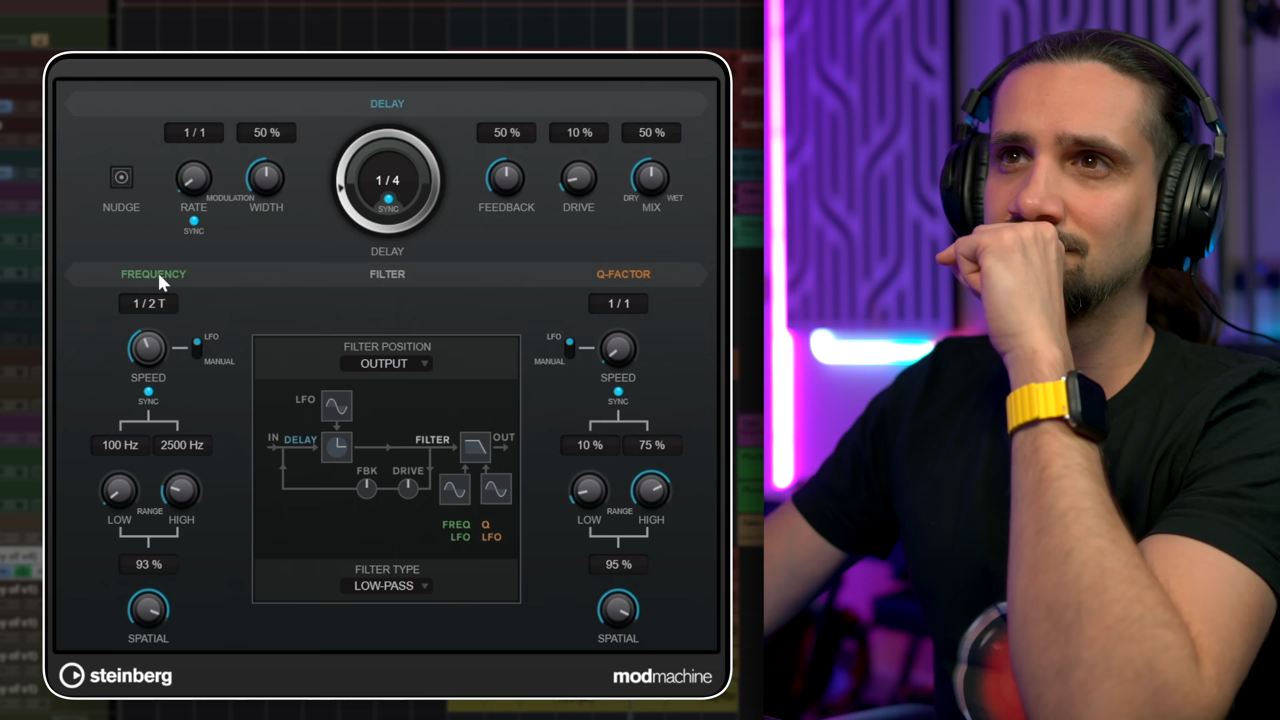 DELAY
1 / 1
50 %
50 %
10 %
50 %
1 / 4
SYNC
NUDGE
RATE
MODULATION
WIDTH
FEEDBACK
DRIVE
DRY
MIX
WET
SYNC
DELAY
FREQUENCY
FILTER
Q-FACTOR
1 / 2 T
1 / 1
LFO
MANUAL
SPEED
SYNC
FILTER POSITION
OUTPUT
LFO
MANUAL
SPEED
SYNC
LFO
IN
DELAY
FILTER
OUT
FBK
DRIVE
FREQ
LFO
Q
LFO
100 Hz
2500 Hz
LOW
RANGE
HIGH
10 %
75 %
LOW
RANGE
HIGH
93 %
95 %
FILTER TYPE
LOW-PASS
SPATIAL
SPATIAL
steinberg
modmachine